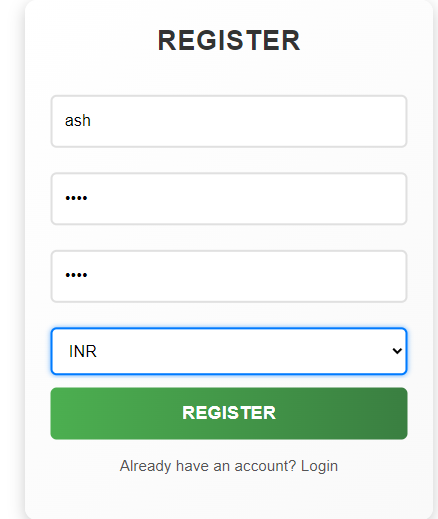 REGISTER
ash
••••
••••
INR
REGISTER
Already have an account? Login